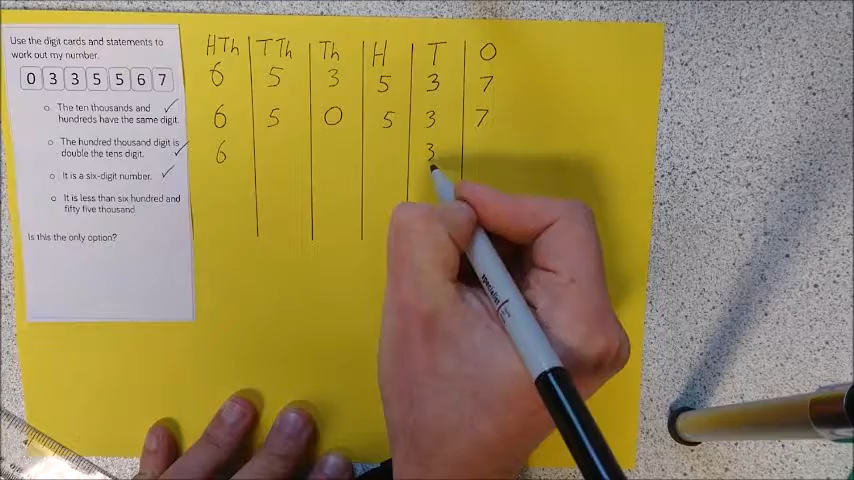 Use the digit cards and statements to
work out my number.
0 3 3 5 5 6 7
The ten thousands and
hundreds have the same digit.
The hundred thousand digit is
double the tens digit.
It is a six-digit number.
It is less than six hundred and
fifty five thousand.
Is this the only option?
HTh TTh Th H T O
6 5 3 5 3 7
6 5 0 5 3 7
6 3
specialist